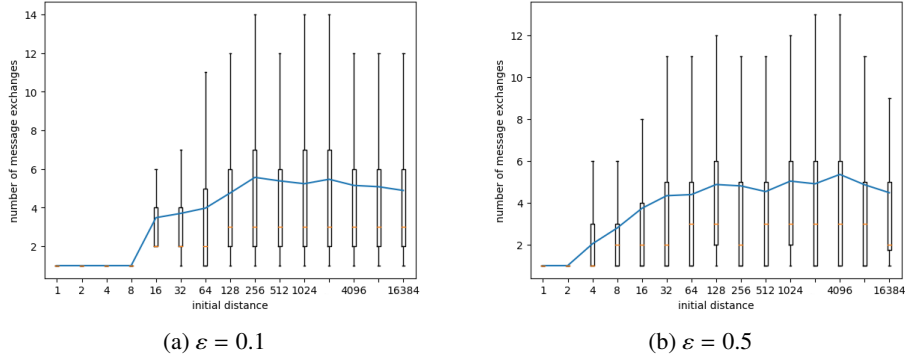 14
12
10
8
6
4
2
number of message exchanges
1 2 4 8 16 32 64 128 256 512 1024 4096 16384
initial distance
(a) ε = 0.1
12
10
8
6
4
2
number of message exchanges
1 2 4 8 16 32 64 128 256 512 1024 4096 16384
initial distance
(b) ε = 0.5